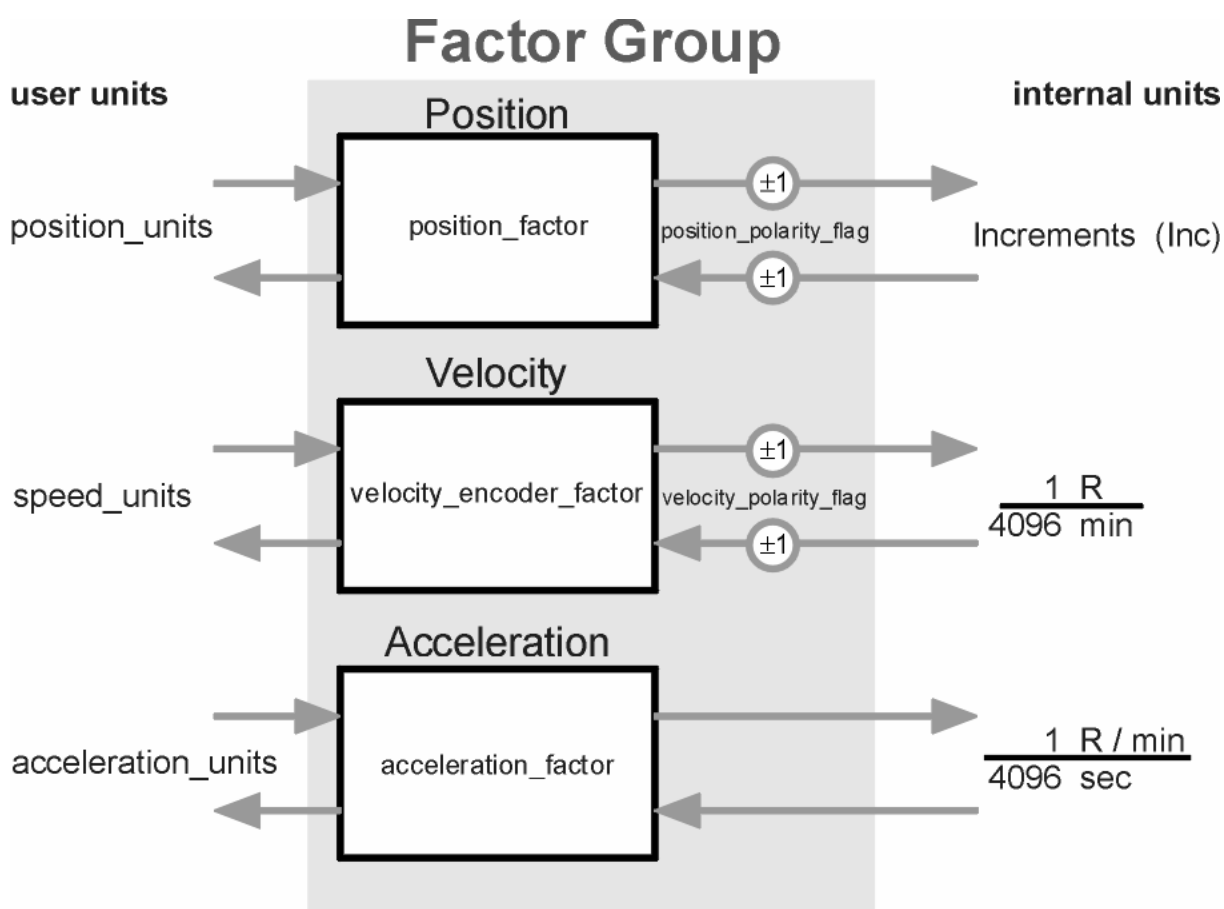 Factor Group
user units
internal units
Position
±1
position_units
position_factor
position_polarity_flag
Increments (Inc)
±1
Velocity
±1
speed_units
velocity_encoder_factor
velocity_polarity_flag
1 R
4096 min
±1
Acceleration
acceleration_units
acceleration_factor
1 R / min
4096 sec